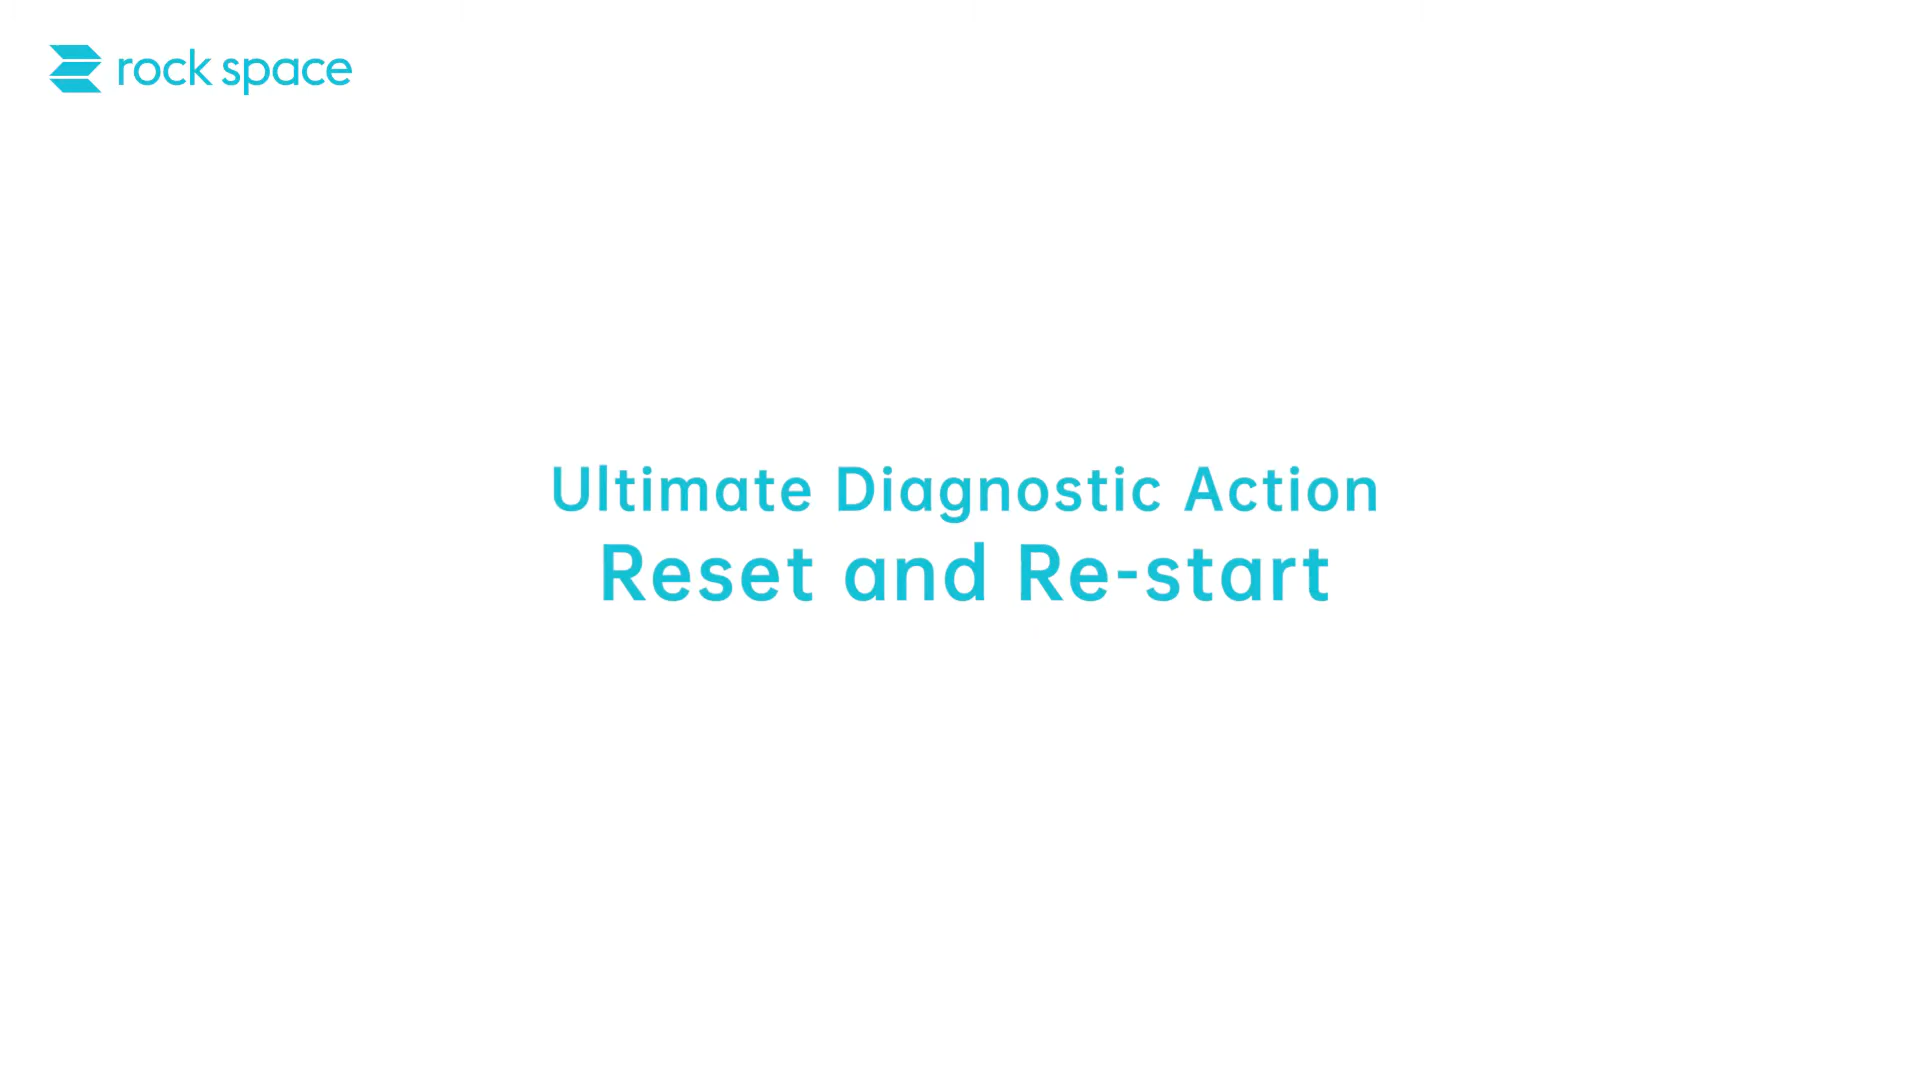 rock space
Ultimate Diagnostic Action
Reset and Re-start